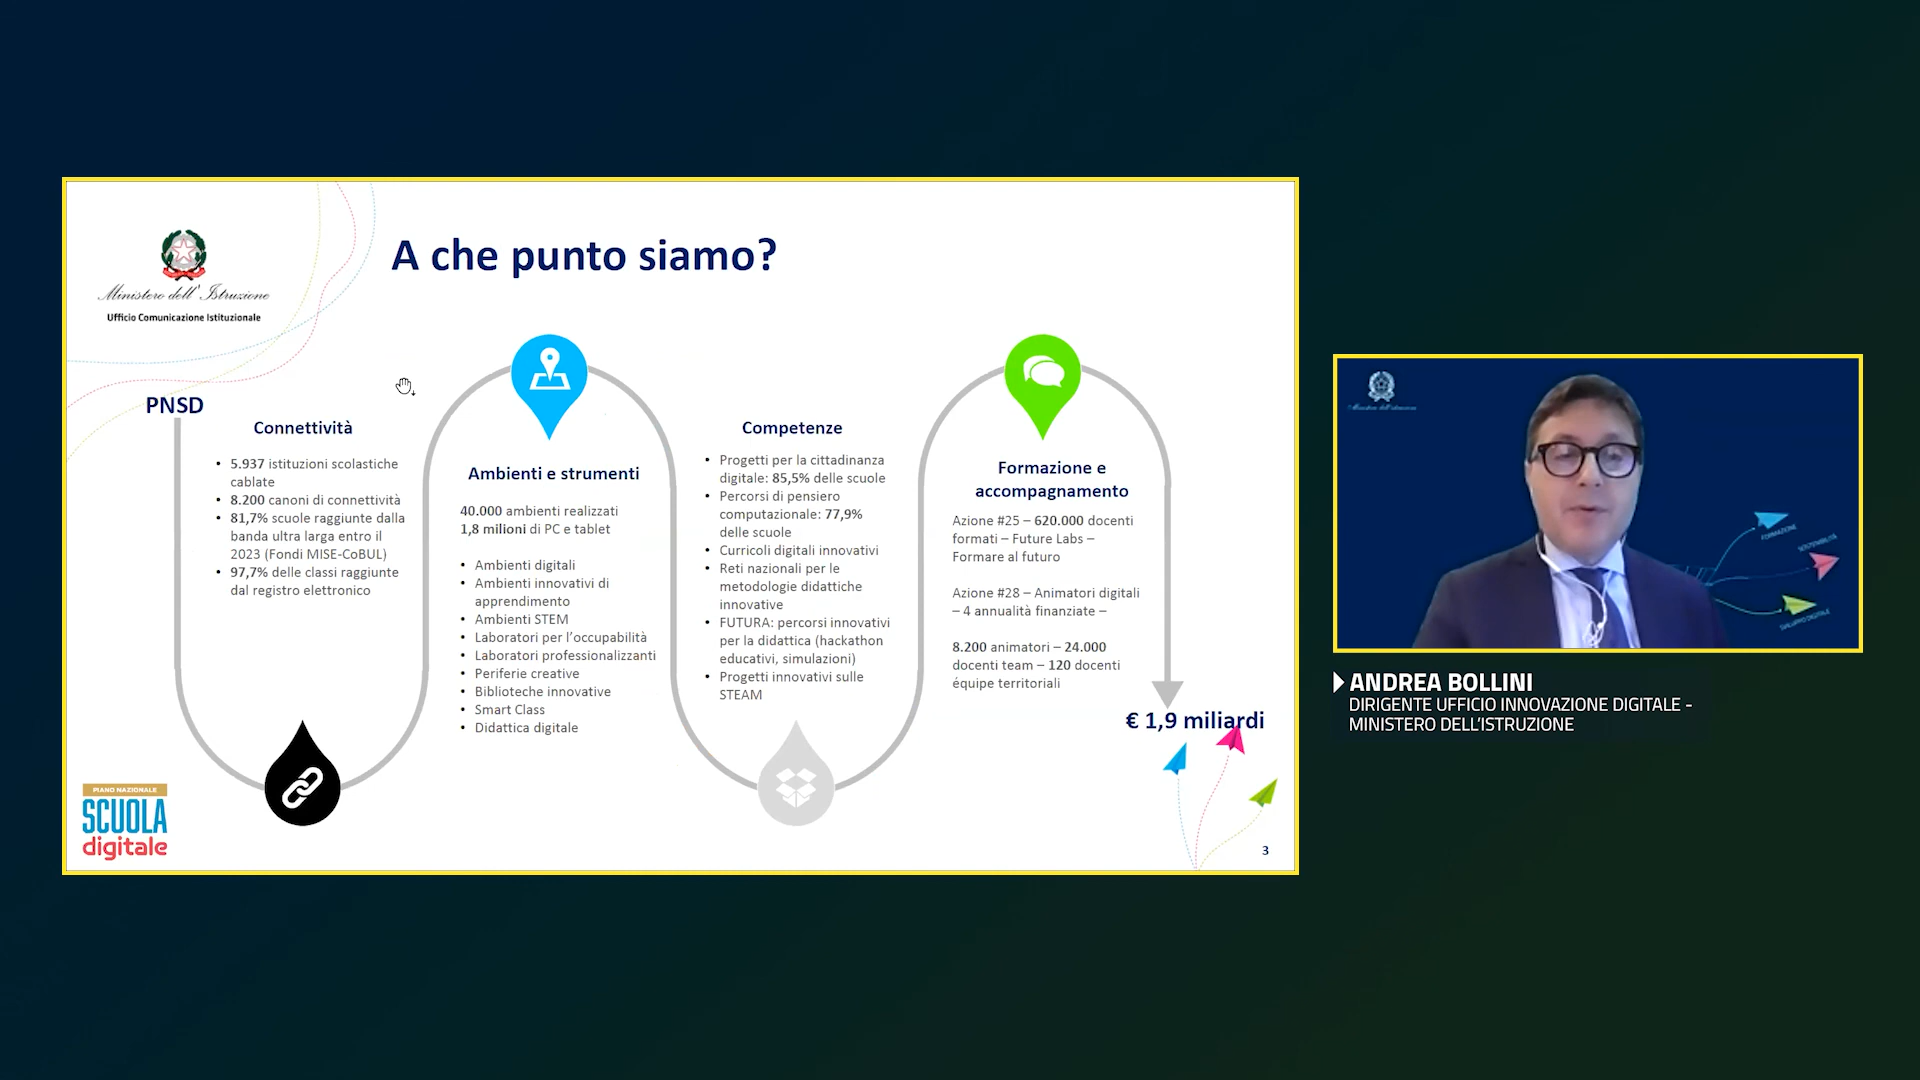 A che punto siamo?
Ministero dell'Istruzione
Ufficio Comunicazione Istituzionale
PNSD
Connettività
• 5.937 istituzioni scolastiche
cablate
• 8.200 canoni di connettività
• 81,7% scuole raggiunte dalla
banda ultra larga entro il
2023 (Fondi MISE-CoBUL)
• 97,7% delle classi raggiunte
dal registro elettronico
Ambienti e strumenti
40.000 ambienti realizzati
1,8 milioni di PC e tablet
• Ambienti digitali
• Ambienti innovativi di
apprendimento
• Ambienti STEM
• Laboratori per l'occupabilità
• Laboratori professionalizzanti
• Periferie creative
• Biblioteche innovative
• Smart Class
• Didattica digitale
Competenze
• Progetti per la cittadinanza
digitale: 85,5% delle scuole
• Percorsi di pensiero
computazionale: 77,9%
delle scuole
• Curricoli digitali innovativi
• Reti nazionali per le
metodologie didattiche
innovative
• FUTURA: percorsi innovativi
per la didattica (hackathon
educativi, simulazioni)
• Progetti innovativi sulle
STEAM
Formazione e
accompagnamento
Azione #25 – 620.000 docenti
formati – Future Labs –
Formare al futuro
Azione #28 – Animatori digitali
– 4 annualità finanziate –
8.200 animatori – 24.000
docenti team – 120 docenti
équipe territoriali
€ 1,9 miliardi
PIANO NAZIONALE
SCUOLA
digitale
3
Ministero dell'Istruzione
FORMAZIONE
SOSTENIBILITÀ
SVILUPPO DIGITALE
ANDREA BOLLINI
DIRIGENTE UFFICIO INNOVAZIONE DIGITALE -
MINISTERO DELL'ISTRUZIONE